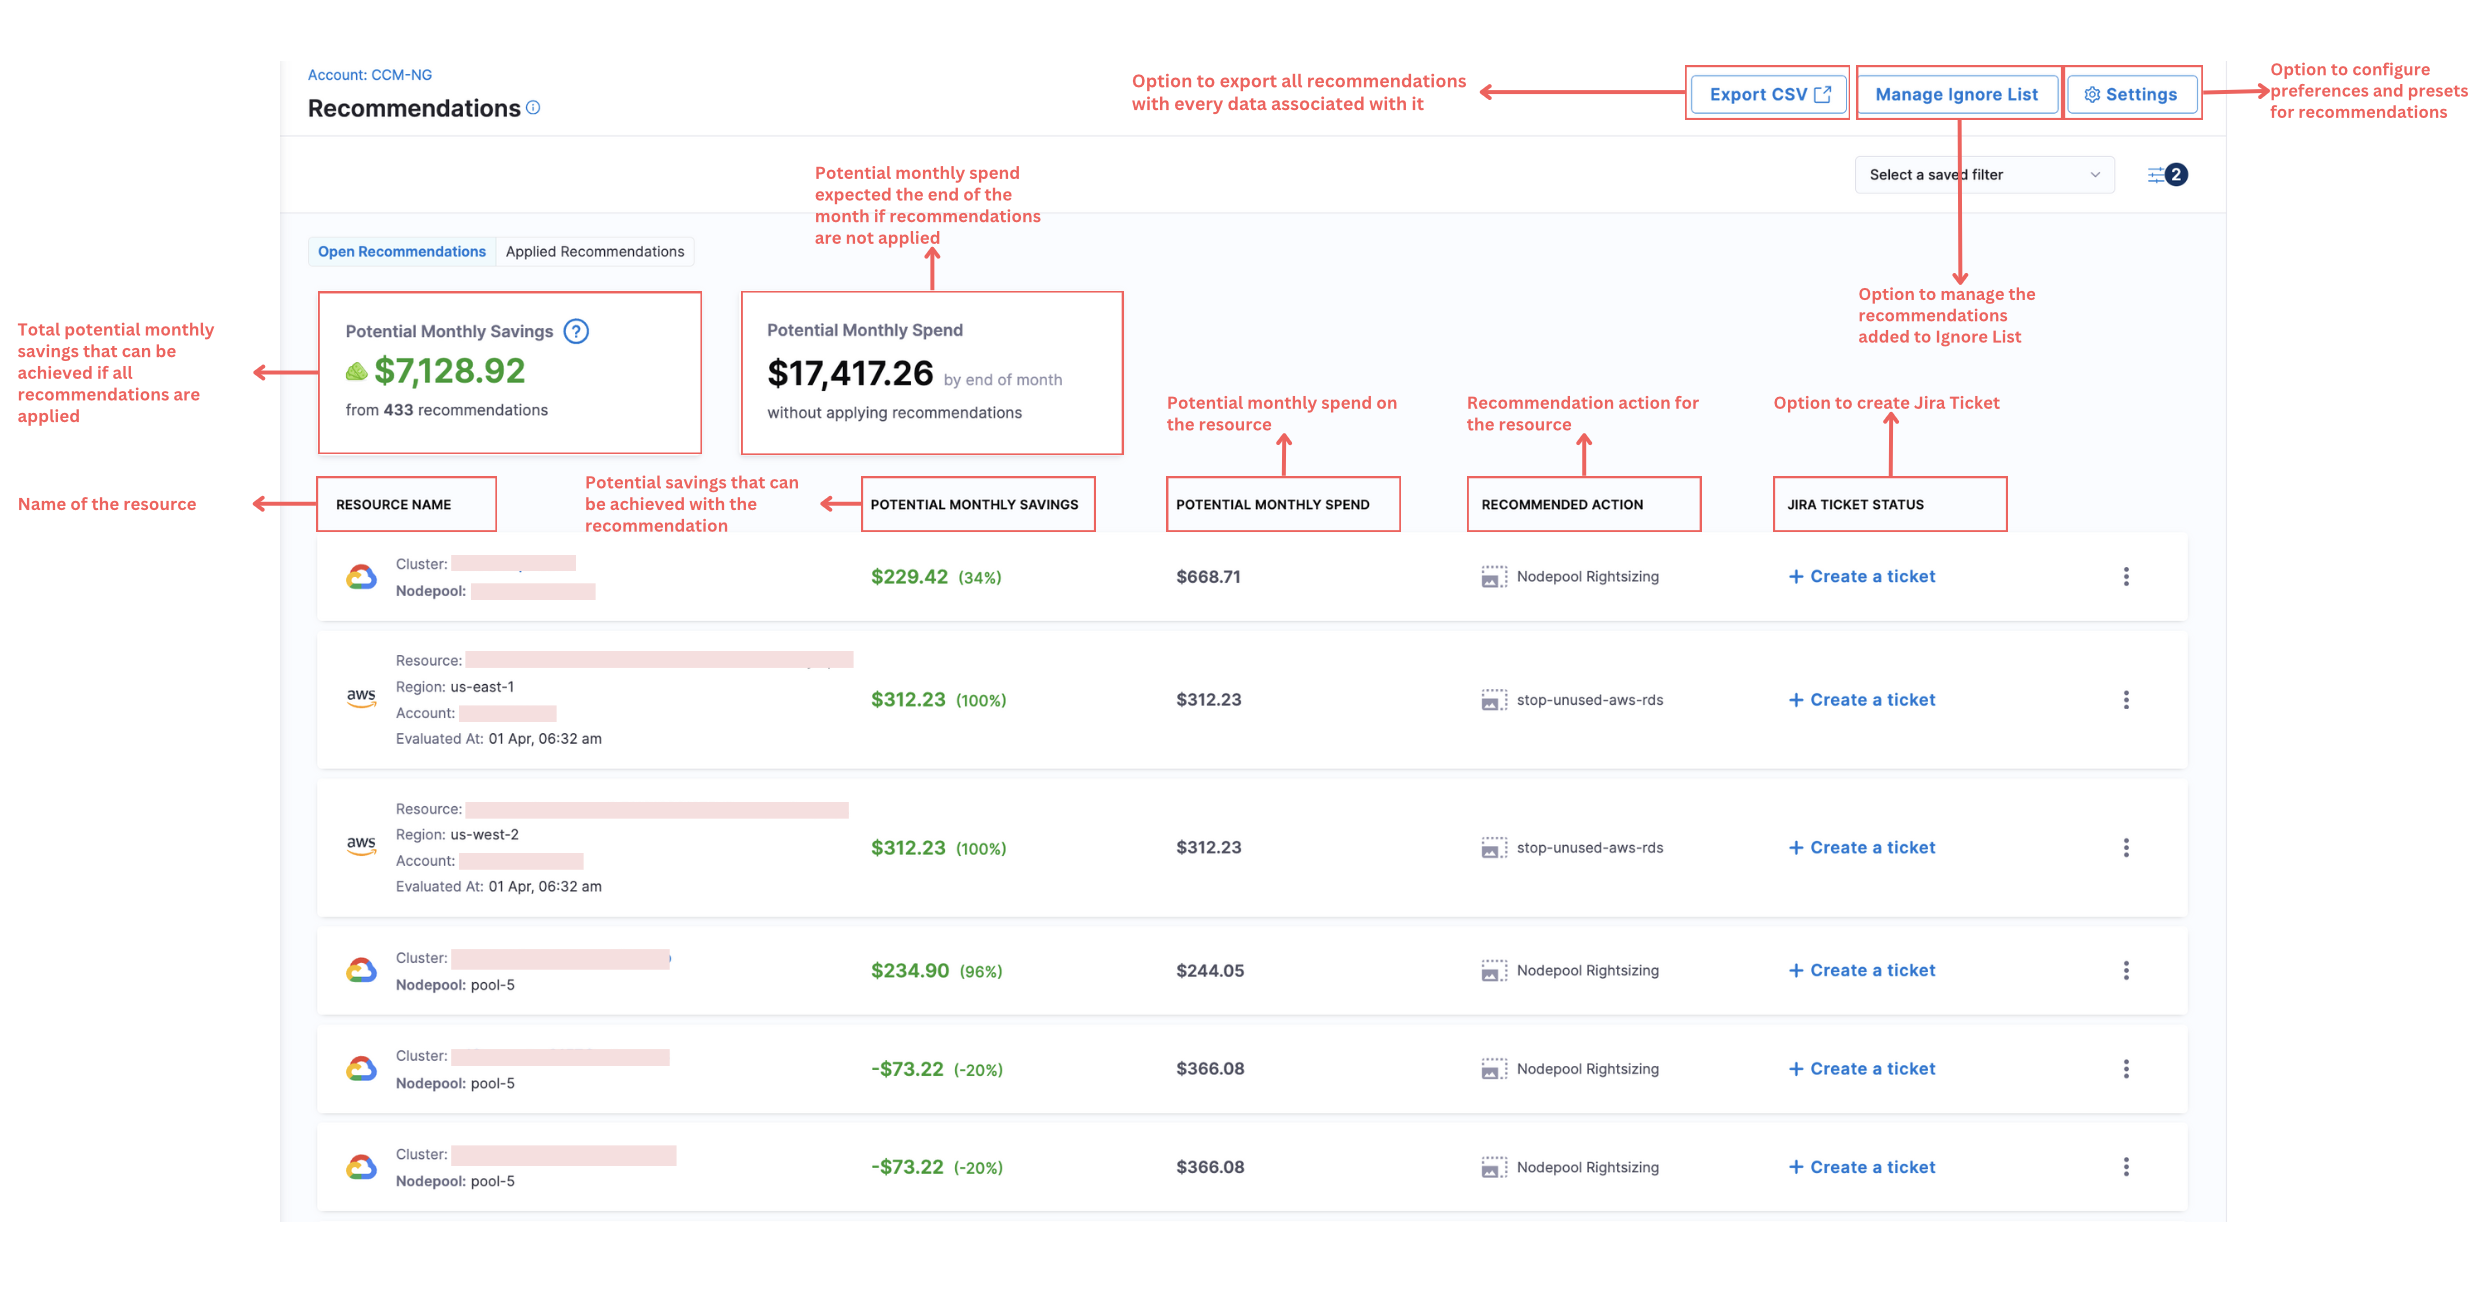 Account: CCM-NG
Recommendations
Option to export all recommendations
with every data associated with it
Export CSV
Manage Ignore List
Settings
Option to configure
preferences and presets
for recommendations
Select a saved filter
2
Potential monthly spend
expected the end of the
month if recommendations
are not applied
Open Recommendations
Applied Recommendations
Option to manage the
recommendations
added to Ignore List
Total potential monthly
savings that can be
achieved if all
recommendations are
applied
Potential Monthly Savings ?
$7,128.92
from 433 recommendations
Potential Monthly Spend
$17,417.26 by end of month
without applying recommendations
Potential monthly spend on
the resource
Recommendation action for
the resource
Option to create Jira Ticket
Name of the resource
RESOURCE NAME
Potential savings that can
be achieved with the
recommendation
POTENTIAL MONTHLY SAVINGS
POTENTIAL MONTHLY SPEND
RECOMMENDED ACTION
JIRA TICKET STATUS
Cluster:
Nodepool:
$229.42 (34%)
$668.71
Nodepool Rightsizing
+ Create a ticket
aws
Resource:
Region: us-east-1
Account:
Evaluated At: 01 Apr, 06:32 am
$312.23 (100%)
$312.23
stop-unused-aws-rds
+ Create a ticket
aws
Resource:
Region: us-west-2
Account:
Evaluated At: 01 Apr, 06:32 am
$312.23 (100%)
$312.23
stop-unused-aws-rds
+ Create a ticket
Cluster:
Nodepool: pool-5
$234.90 (96%)
$244.05
Nodepool Rightsizing
+ Create a ticket
Cluster:
Nodepool: pool-5
-$73.22 (-20%)
$366.08
Nodepool Rightsizing
+ Create a ticket
Cluster:
Nodepool: pool-5
-$73.22 (-20%)
$366.08
Nodepool Rightsizing
+ Create a ticket